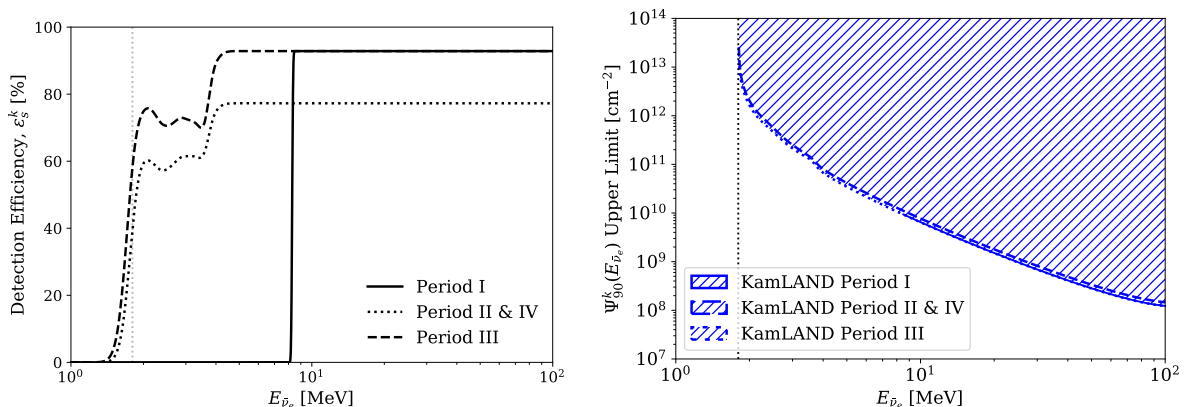 100
80
60
40
20
0
Detection Efficiency, ε_s^k [%]
Period I
Period II & IV
Period III
10^0
10^1
10^2
E_ν̄e [MeV]
10^14
10^13
10^12
10^11
10^10
10^9
10^8
10^7
Ψ_90^k(E_ν̄e) Upper Limit [cm^−2]
KamLAND Period I
KamLAND Period II & IV
KamLAND Period III
10^0
10^1
10^2
E_ν̄e [MeV]